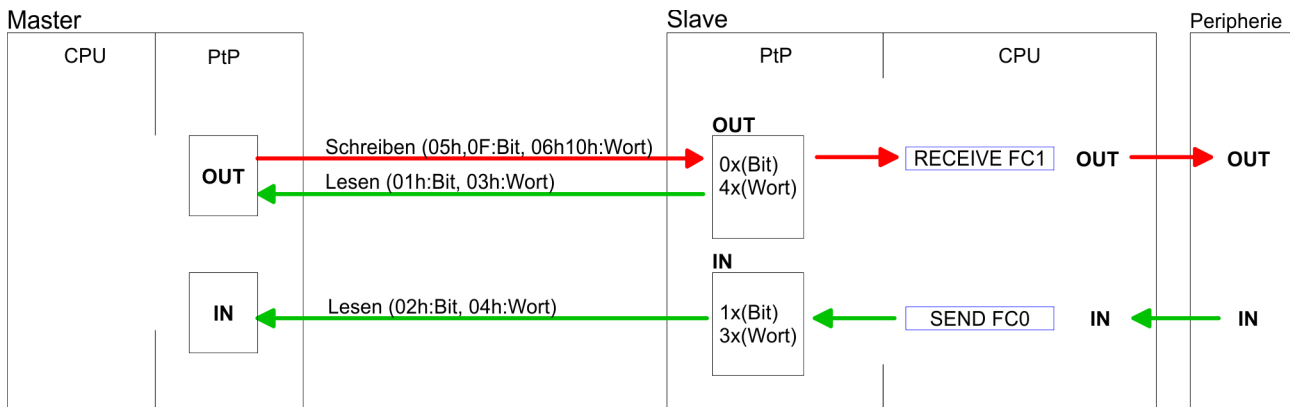 Master
Slave
Peripherie
CPU
PtP
PtP
CPU
OUT
Schreiben (05h,0F:Bit, 06h10h:Wort)
0x(Bit)
4x(Wort)
RECEIVE FC1
OUT
OUT
OUT
Lesen (01h:Bit, 03h:Wort)
IN
IN
Lesen (02h:Bit, 04h:Wort)
1x(Bit)
3x(Wort)
SEND FC0
IN
IN